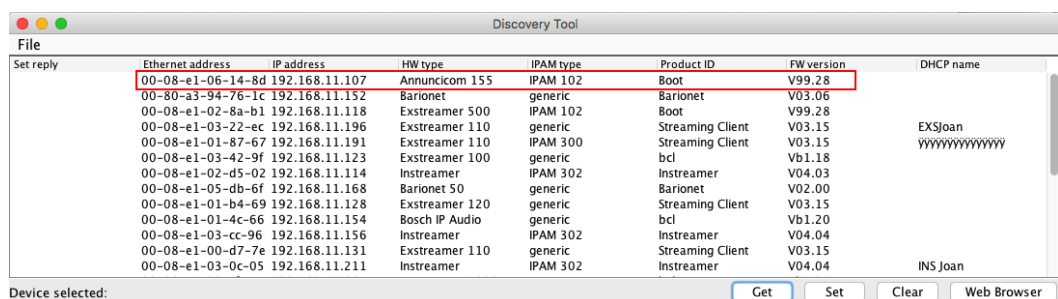 Discovery Tool
File
Set reply Ethernet address IP address HW type IPAM type Product ID FW version DHCP name
00-08-e1-06-14-8d 192.168.11.107 Annuncicom 155 IPAM 102 Boot V99.28
00-80-a3-94-76-1c 192.168.11.152 Barionet generic Barionet V03.06
00-08-e1-02-8a-b1 192.168.11.118 Exstreamer 500 IPAM 102 Boot V99.28
00-08-e1-03-22-ec 192.168.11.196 Exstreamer 110 generic Streaming Client V03.15 EXSJoan
00-08-e1-01-87-67 192.168.11.191 Exstreamer 110 IPAM 300 Streaming Client V03.15 ÿÿÿÿÿÿÿÿÿÿÿÿÿÿ
00-08-e1-03-42-9f 192.168.11.123 Exstreamer 100 generic bcl Vb1.18
00-08-e1-02-d5-02 192.168.11.114 Instreamer IPAM 302 Instreamer V04.03
00-08-e1-05-db-6f 192.168.11.168 Barionet 50 generic Barionet V02.00
00-08-e1-01-b4-69 192.168.11.128 Exstreamer 120 generic Streaming Client V03.15
00-08-e1-01-4c-66 192.168.11.154 Bosch IP Audio generic bcl Vb1.20
00-08-e1-03-cc-96 192.168.11.156 Instreamer IPAM 302 Instreamer V04.04
00-08-e1-00-d7-7e 192.168.11.131 Exstreamer 110 generic Streaming Client V03.15
00-08-e1-03-0c-05 192.168.11.211 Instreamer IPAM 302 Instreamer V04.04 INS Joan
Device selected: Get Set Clear Web Browser